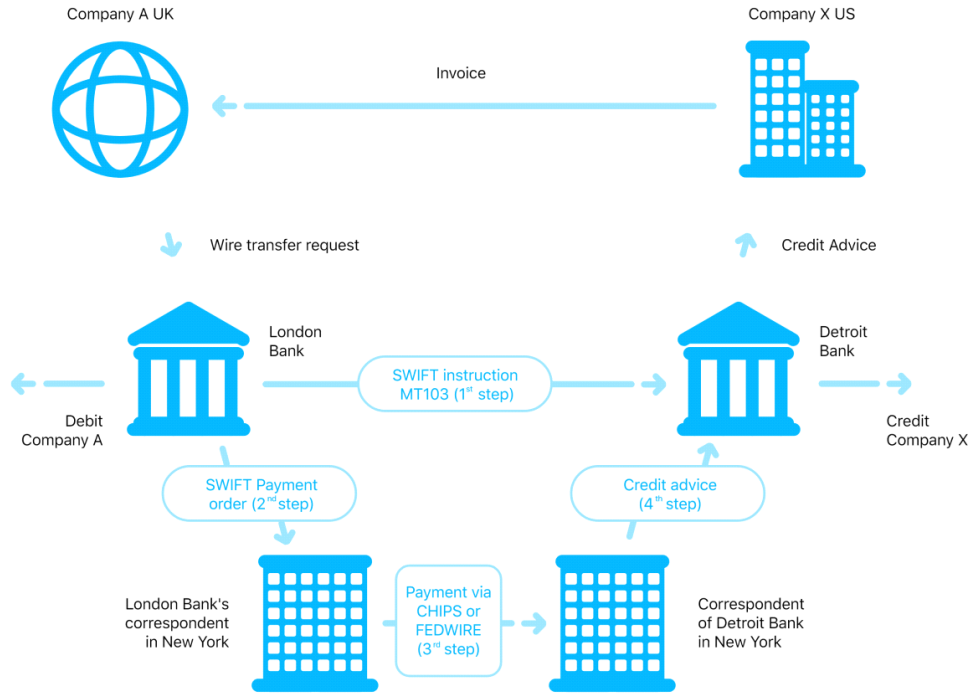 Company A UK
Company X US
Invoice
Wire transfer request
Credit Advice
London
Bank
Detroit
Bank
SWIFT instruction
MT103 (1st step)
Debit
Company A
Credit
Company X
SWIFT Payment
order (2nd step)
Credit advice
(4th step)
London Bank's
correspondent
in New York
Payment via
CHIPS or
FEDWIRE
(3rd step)
Correspondent
of Detroit Bank
in New York